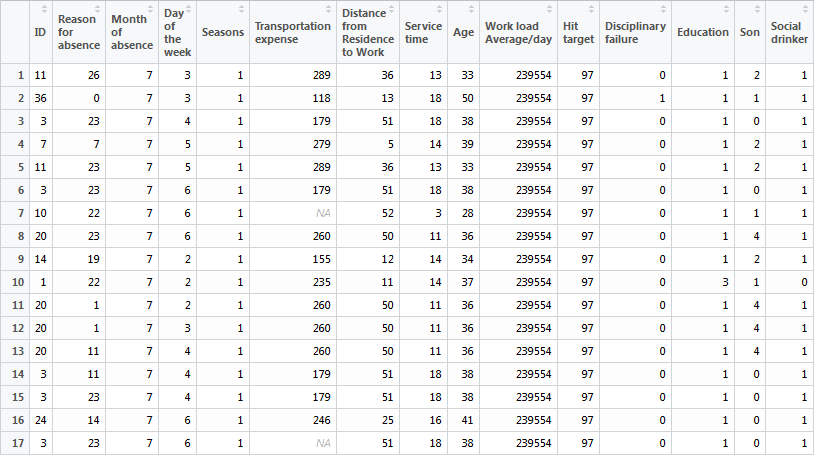 ID Reason for absence Month of absence Day of the week Seasons Transportation expense Distance from Residence to Work Service time Age Work load Average/day Hit target Disciplinary failure Education Son Social drinker
1 11 26 7 3 1 289 36 13 33 239554 97 0 1 2 1
2 36 0 7 3 1 118 13 18 50 239554 97 1 1 1 1
3 3 23 7 4 1 179 51 18 38 239554 97 0 1 0 1
4 7 7 7 5 1 279 5 14 39 239554 97 0 1 2 1
5 11 23 7 5 1 289 36 13 33 239554 97 0 1 2 1
6 3 23 7 6 1 179 51 18 38 239554 97 0 1 0 1
7 10 22 7 6 1 NA 52 3 28 239554 97 0 1 1 1
8 20 23 7 6 1 260 50 11 36 239554 97 0 1 4 1
9 14 19 7 2 1 155 12 14 34 239554 97 0 1 2 1
10 1 22 7 2 1 235 11 14 37 239554 97 0 3 1 0
11 20 1 7 2 1 260 50 11 36 239554 97 0 1 4 1
12 20 1 7 3 1 260 50 11 36 239554 97 0 1 4 1
13 20 11 7 4 1 260 50 11 36 239554 97 0 1 4 1
14 3 11 7 4 1 179 51 18 38 239554 97 0 1 0 1
15 3 23 7 4 1 179 51 18 38 239554 97 0 1 0 1
16 24 14 7 6 1 246 25 16 41 239554 97 0 1 0 1
17 3 23 7 6 1 NA 51 18 38 239554 97 0 1 0 1